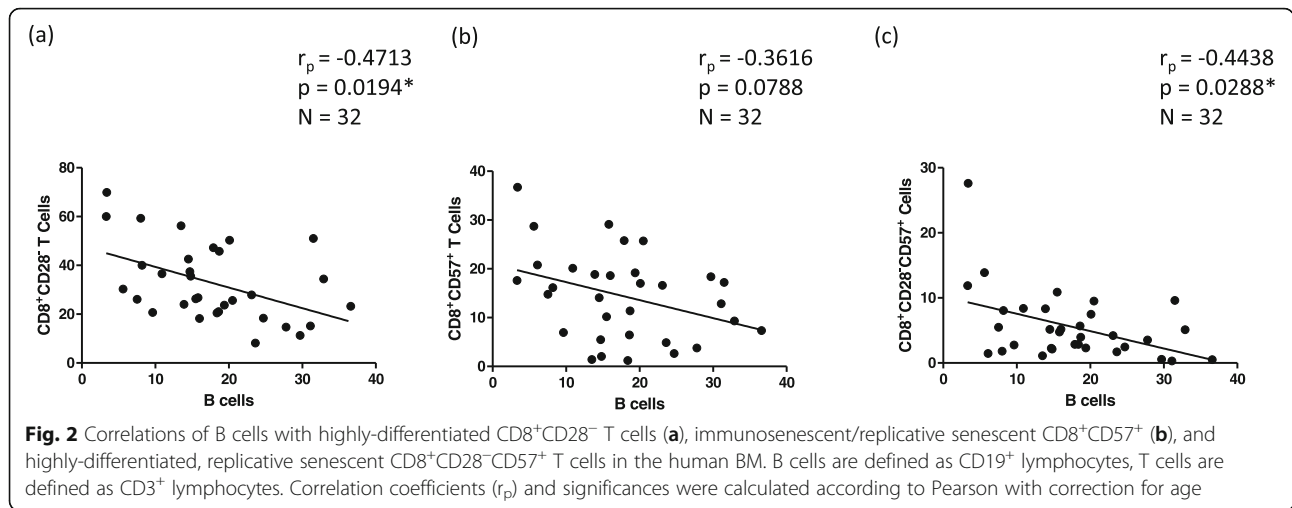 (a)
r_p = -0.4713
p = 0.0194*
N = 32
80
60
40
20
0
CD8⁺CD28⁻ T Cells
0 10 20 30 40
B cells
(b)
r_p = -0.3616
p = 0.0788
N = 32
40
30
20
10
0
CD8⁺CD57⁺ T Cells
0 10 20 30 40
B cells
(c)
r_p = -0.4438
p = 0.0288*
N = 32
30
20
10
0
CD8⁺CD28⁻CD57⁺ Cells
0 10 20 30 40
B cells
Fig. 2 Correlations of B cells with highly-differentiated CD8⁺CD28⁻ T cells (a), immunosenescent/replicative senescent CD8⁺CD57⁺ (b), and
highly-differentiated, replicative senescent CD8⁺CD28⁻CD57⁺ T cells in the human BM. B cells are defined as CD19⁺ lymphocytes, T cells are
defined as CD3⁺ lymphocytes. Correlation coefficients (r_p) and significances were calculated according to Pearson with correction for age